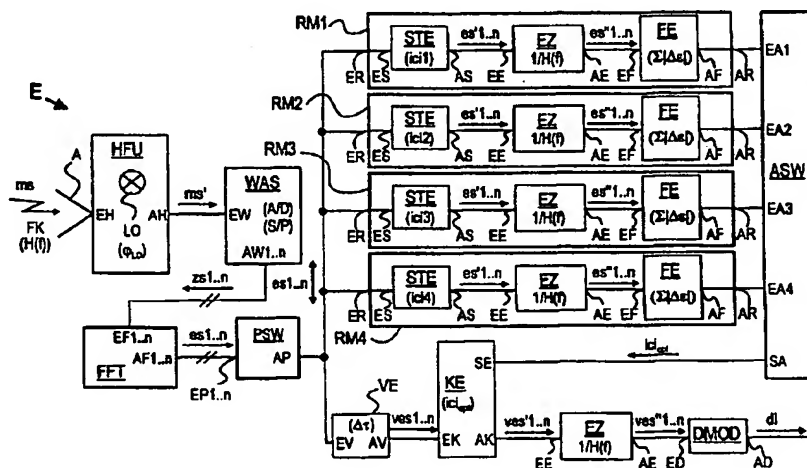 RM1
STE
(ici1)
es'1..n
EZ
1/H(f)
es"1..n
FE
(Σ|Δε|)
ER
ES
AS
EE
AE
EF
AF
AR
EA1
RM2
STE
(ici2)
es'1..n
EZ
1/H(f)
es"1..n
FE
(Σ|Δε|)
ER
ES
AS
EE
AE
EF
AF
AR
EA2
RM3
STE
(ici3)
es'1..n
EZ
1/H(f)
es"1..n
FE
(Σ|Δε|)
ER
ES
AS
EE
AE
EF
AF
AR
EA3
RM4
STE
(ici4)
es'1..n
EZ
1/H(f)
es"1..n
FE
(Σ|Δε|)
ER
ES
AS
EE
AE
EF
AF
AR
EA4
ASW
SA
E
A
ms
FK
(H(f))
HFU
EH
AH
LO
(φLO)
ms'
WAS
EW
(A/D)
(S/P)
AW1..n
zs1..n
es1..n
EF1..n
AF1..n
FFT
es1..n
PSW
AP
EP1..n
VE
(Δτ)
EV
AV
ves1..n
KE
(iciopt)
SE
EK
AK
iciopt
ves'1..n
EZ
1/H(f)
EE
AE
ves"1..n
DMOD
ED
AD
di